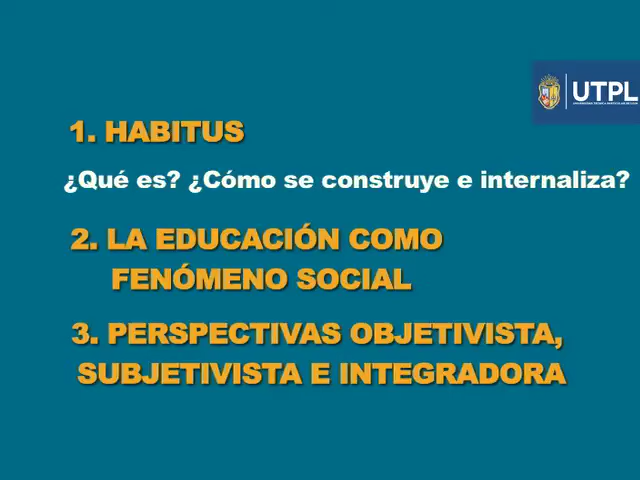 UTPL
1. HABITUS
¿Qué es? ¿Cómo se construye e internaliza?
2. LA EDUCACIÓN COMO
FENÓMENO SOCIAL
3. PERSPECTIVAS OBJETIVISTA,
SUBJETIVISTA E INTEGRADORA